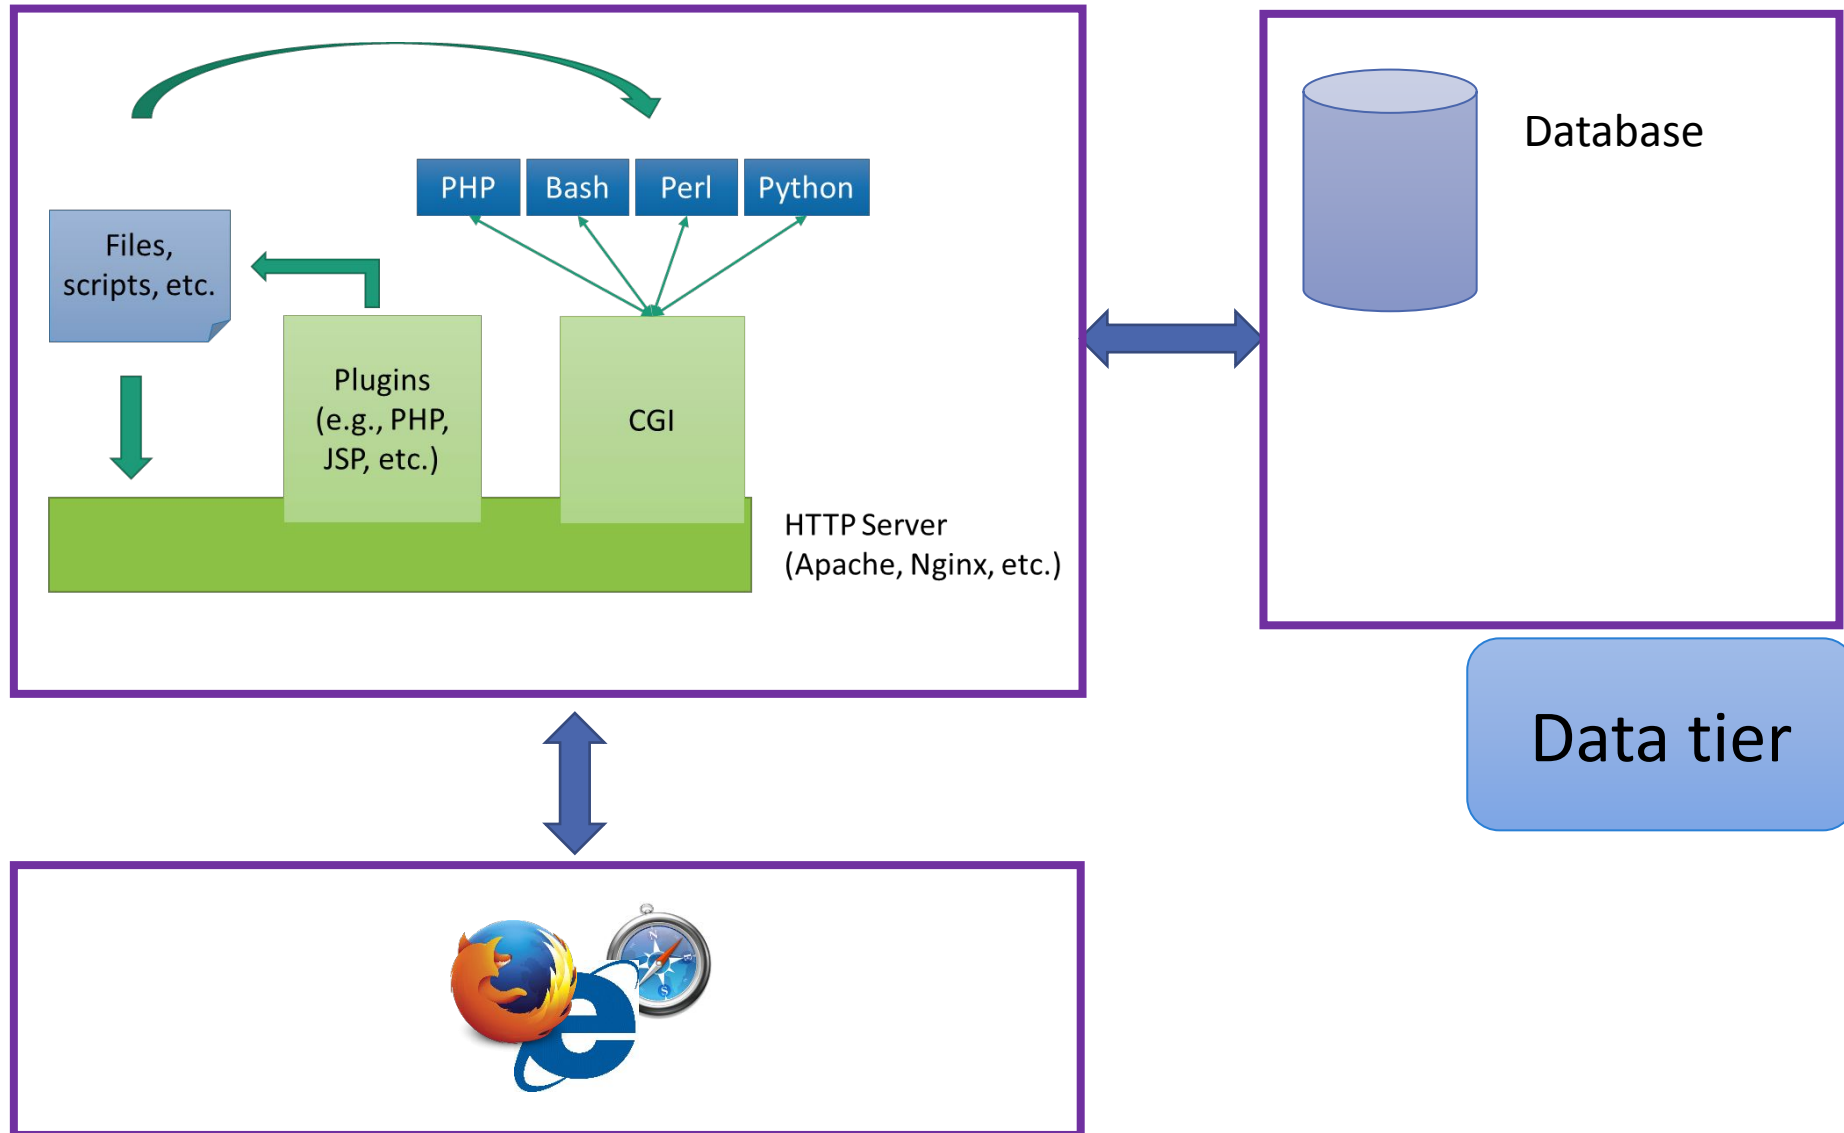 PHP
Bash
Perl
Python
Files,
scripts, etc.
Plugins
(e.g., PHP,
JSP, etc.)
CGI
HTTP Server
(Apache, Nginx, etc.)
Database
Data tier